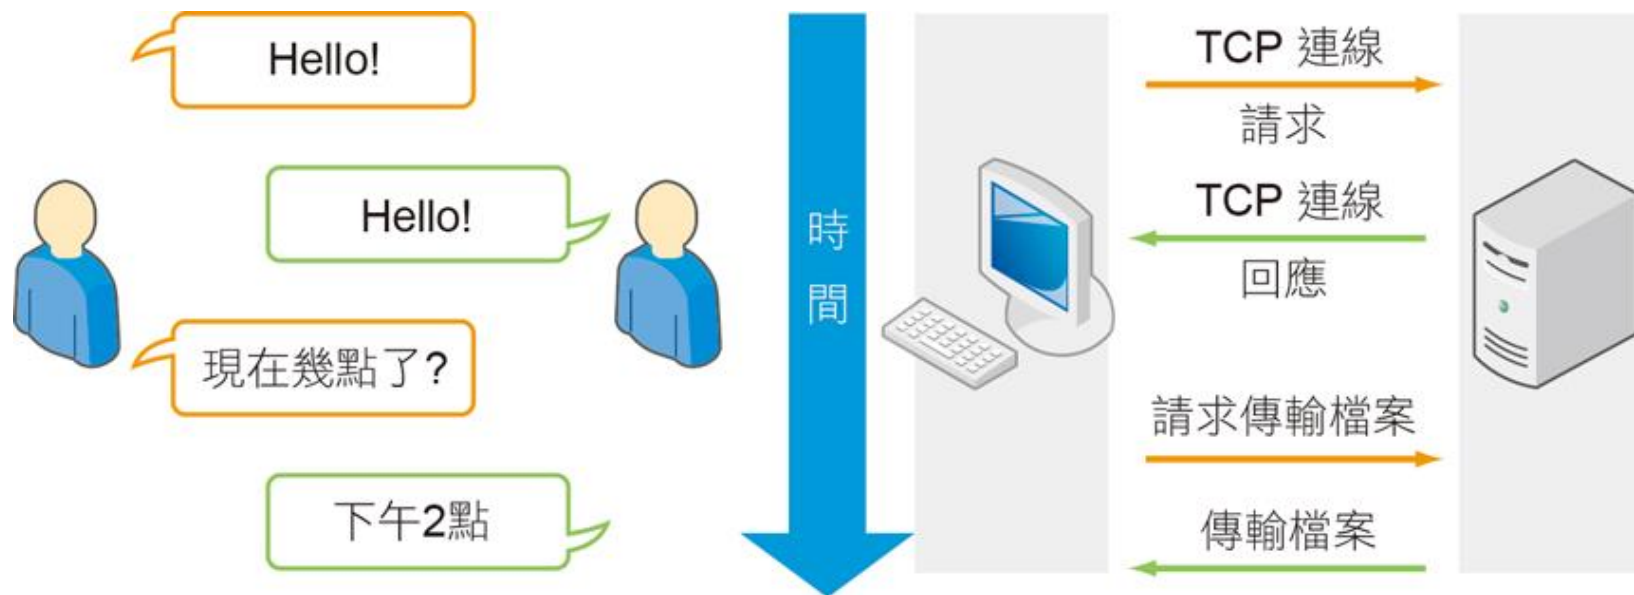 Hello!
Hello!
現在幾點了?
下午2點
時
間
TCP 連線
請求
TCP 連線
回應
請求傳輸檔案
傳輸檔案